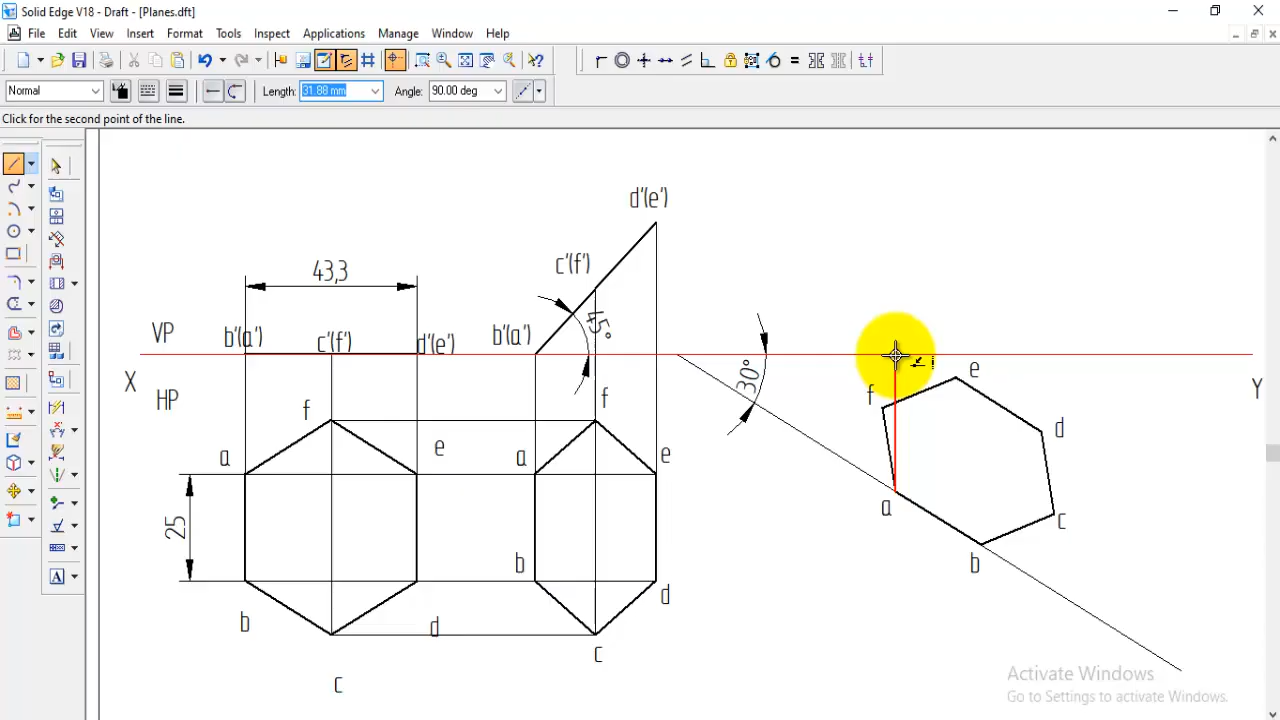 Solid Edge V18 - Draft - [Planes.dft]
File Edit View Insert Format Tools Inspect Applications Manage Window Help
Normal Length: 31.88 mm Angle: 90.00 deg
Click for the second point of the line.
d'(e')
c'(f')
43,3
VP
b'(a')
c'(f')
d'(e')
b'(a')
45°
X
HP
30°
Y
f
f
f
e
d
a
e
a
e
a
c
25
b
b
b
d
d
c
c
A
Activate Windows
Go to Settings to activate Windows.